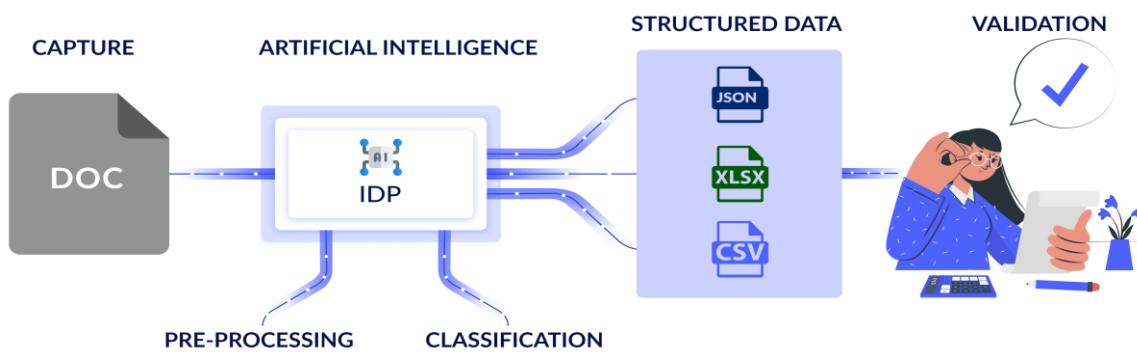 CAPTURE
ARTIFICIAL INTELLIGENCE
STRUCTURED DATA
VALIDATION
DOC
AI
IDP
JSON
XLSX
CSV
PRE-PROCESSING
CLASSIFICATION